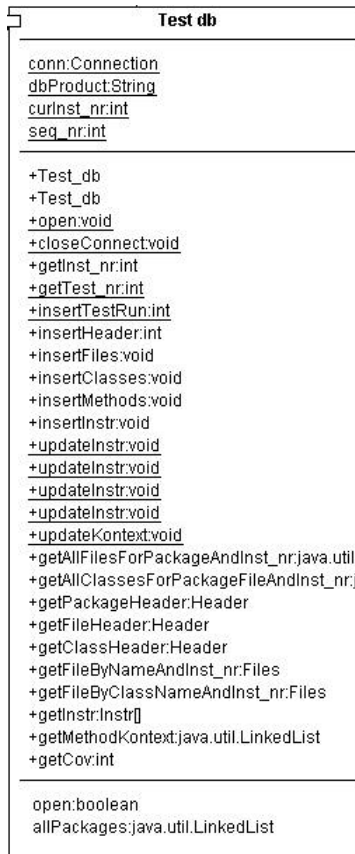 Test db
conn:Connection
dbProduct:String
curInst_nr:int
seq_nr:int
+Test_db
+Test_db
+open:void
+closeConnect:void
+getInst_nr:int
+getTest_nr:int
+insertTestRun:int
+insertHeader:int
+insertFiles:void
+insertClasses:void
+insertMethods:void
+insertInstr:void
+updateInstr:void
+updateInstr:void
+updateInstr:void
+updateInstr:void
+updateKontext:void
+getAllFilesForPackageAndInst_nr:java.util
+getAllClassesForPackageFileAndInst_nr:j
+getPackageHeader:Header
+getFileHeader:Header
+getClassHeader:Header
+getFileByNameAndInst_nr:Files
+getFileByClassNameAndInst_nr:Files
+getInstr:Instr[]
+getMethodKontext:java.util.LinkedList
+getCov:int
open:boolean
allPackages:java.util.LinkedList